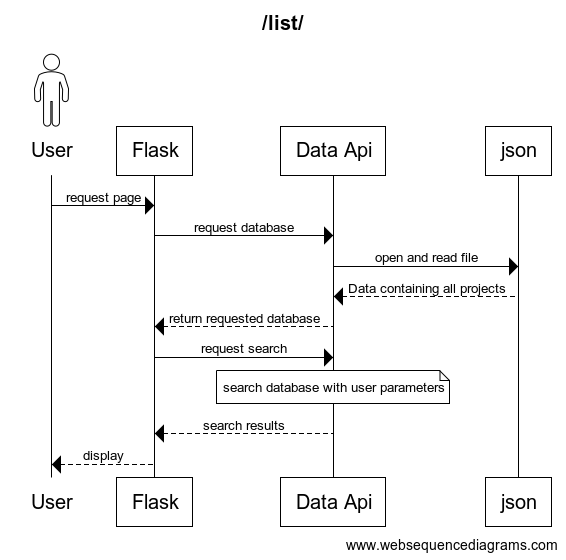 /list/
User
Flask
Data Api
json
request page
request database
open and read file
Data containing all projects
return requested database
request search
search database with user parameters
search results
display
User
Flask
Data Api
json
www.websequencediagrams.com